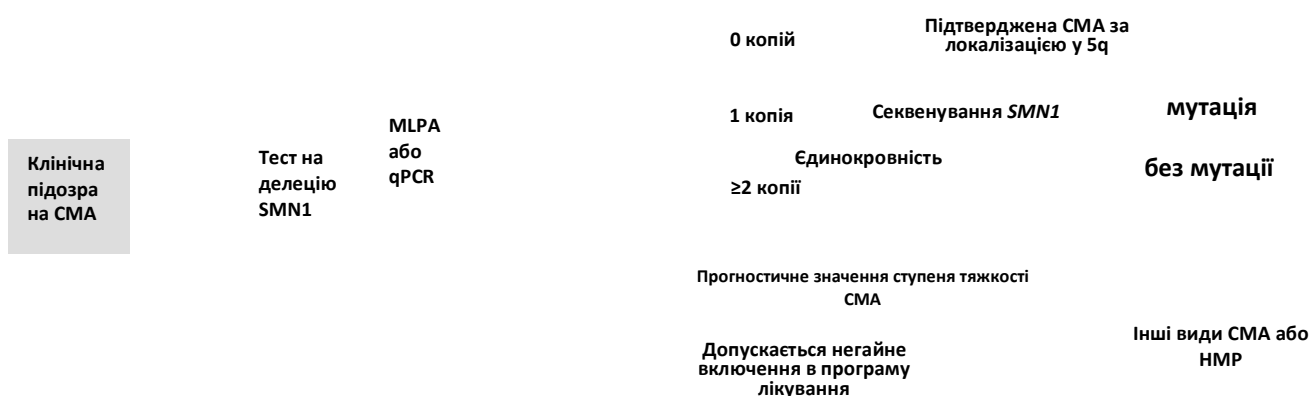 0 копій
Підтверджена СМА за
локалізацією у 5q
1 копія
Секвенування SMN1
мутація
MLPA
або
qPCR
Клінічна
підозра
на СМА
Тест на
делецію
SMN1
Єдинокровність
≥2 копії
без мутації
Прогностичне значення ступеня тяжкості
СМА
Допускається негайне
включення в програму
лікування
Інші види СМА або
НМР